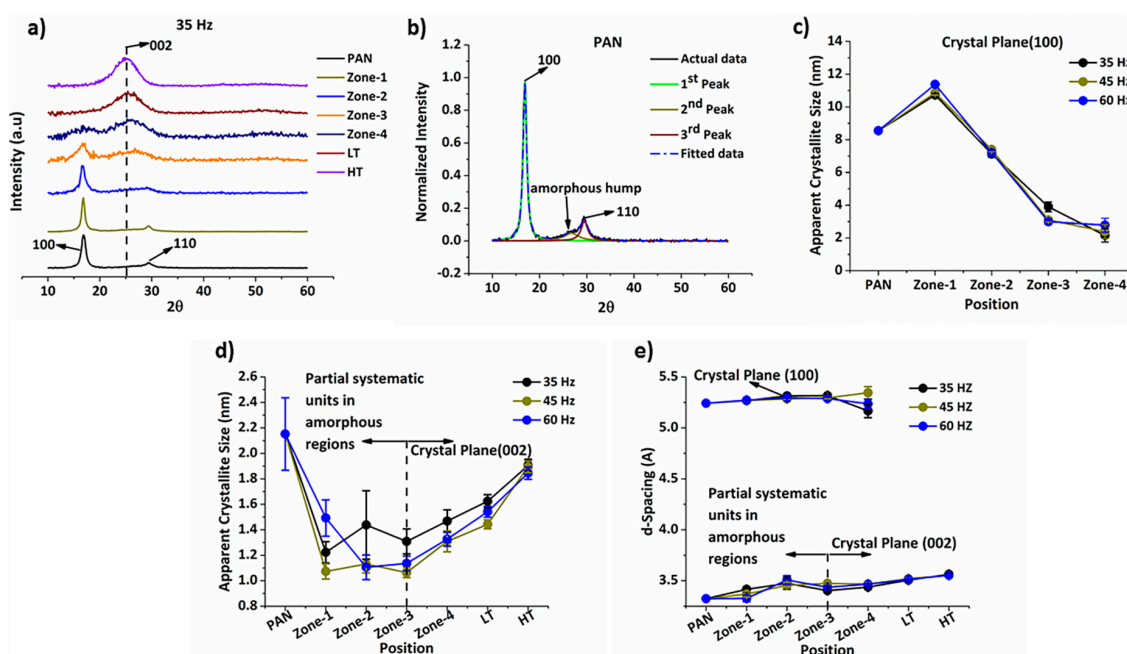 a)
35 Hz
002
PAN
Zone-1
Zone-2
Zone-3
Zone-4
LT
HT
100
110
Intensity (a.u)
10 20 30 40 50 60
2θ
b)
PAN
100
Actual data
1st Peak
2nd Peak
3rd Peak
Fitted data
amorphous hump
110
Normalized Intensity
1.2
1.0
0.8
0.6
0.4
0.2
0.0
-0.2
10 20 30 40 50 60
2θ
c)
Crystal Plane(100)
35 Hz
45 Hz
60 Hz
Apparent Crystallite Size (nm)
14
12
10
8
6
4
2
0
PAN Zone-1 Zone-2 Zone-3 Zone-4
Position
d)
Partial systematic
units in
amorphous
regions
35 Hz
45 Hz
60 Hz
Crystal Plane(002)
Apparent Crystallite Size (nm)
2.6
2.4
2.2
2.0
1.8
1.6
1.4
1.2
1.0
0.8
PAN Zone-1 Zone-2 Zone-3 Zone-4 LT HT
Position
e)
Crystal Plane (100)
35 HZ
45 HZ
60 HZ
Partial systematic
units in
amorphous
regions
Crystal Plane (002)
d-Spacing (A)
5.5
5.25
5.0
3.5
PAN Zone-1 Zone-2 Zone-3 Zone-4 LT HT
Position